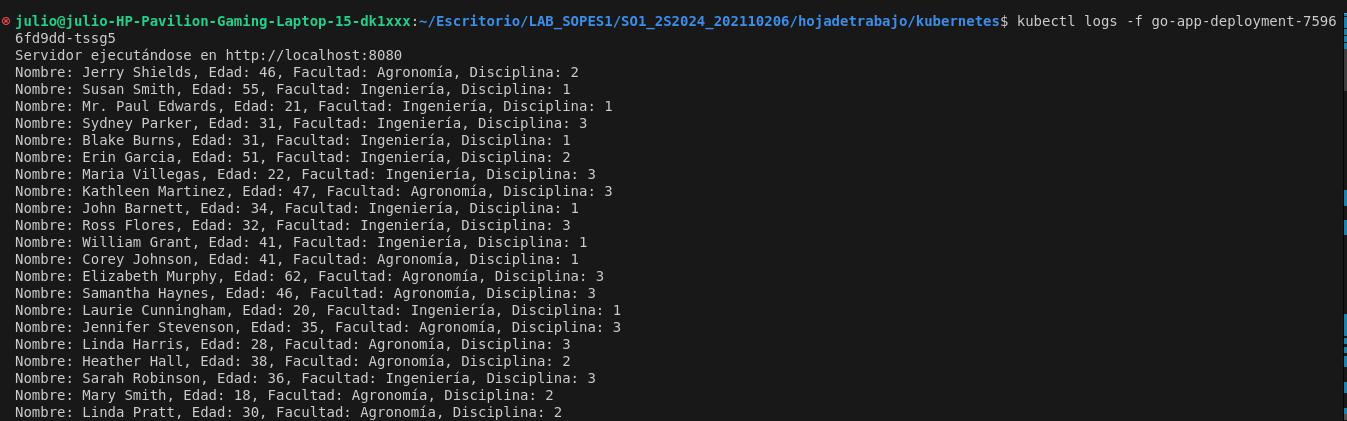 julio@julio-HP-Pavilion-Gaming-Laptop-15-dk1xxx:~/Escritorio/LAB_SOPES1/SO1_2S2024_202110206/hojadetrabajo/kubernetes$ kubectl logs -f go-app-deployment-7596
6fd9dd-tssg5
Servidor ejecutándose en http://localhost:8080
Nombre: Jerry Shields, Edad: 46, Facultad: Agronomía, Disciplina: 2
Nombre: Susan Smith, Edad: 55, Facultad: Ingeniería, Disciplina: 1
Nombre: Mr. Paul Edwards, Edad: 21, Facultad: Ingeniería, Disciplina: 1
Nombre: Sydney Parker, Edad: 31, Facultad: Ingeniería, Disciplina: 3
Nombre: Blake Burns, Edad: 31, Facultad: Ingeniería, Disciplina: 1
Nombre: Erin Garcia, Edad: 51, Facultad: Ingeniería, Disciplina: 2
Nombre: Maria Villegas, Edad: 22, Facultad: Ingeniería, Disciplina: 3
Nombre: Kathleen Martinez, Edad: 47, Facultad: Agronomía, Disciplina: 3
Nombre: John Barnett, Edad: 34, Facultad: Ingeniería, Disciplina: 1
Nombre: Ross Flores, Edad: 32, Facultad: Ingeniería, Disciplina: 3
Nombre: William Grant, Edad: 41, Facultad: Ingeniería, Disciplina: 1
Nombre: Corey Johnson, Edad: 41, Facultad: Agronomía, Disciplina: 1
Nombre: Elizabeth Murphy, Edad: 62, Facultad: Agronomía, Disciplina: 3
Nombre: Samantha Haynes, Edad: 46, Facultad: Agronomía, Disciplina: 3
Nombre: Laurie Cunningham, Edad: 20, Facultad: Ingeniería, Disciplina: 1
Nombre: Jennifer Stevenson, Edad: 35, Facultad: Agronomía, Disciplina: 3
Nombre: Linda Harris, Edad: 28, Facultad: Agronomía, Disciplina: 3
Nombre: Heather Hall, Edad: 38, Facultad: Agronomía, Disciplina: 2
Nombre: Sarah Robinson, Edad: 36, Facultad: Ingeniería, Disciplina: 3
Nombre: Mary Smith, Edad: 18, Facultad: Agronomía, Disciplina: 2
Nombre: Linda Pratt, Edad: 30, Facultad: Agronomía, Disciplina: 2